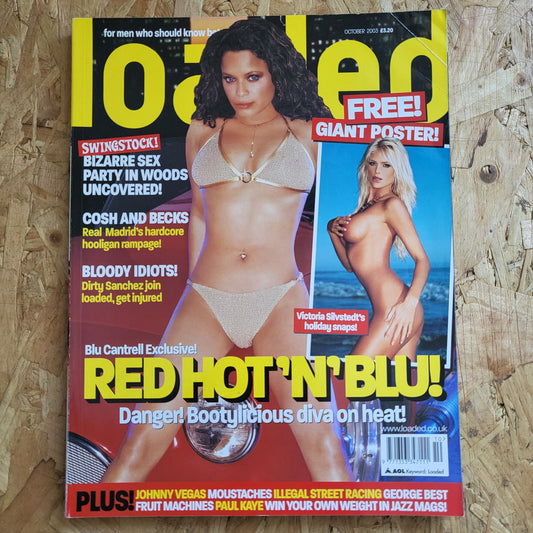 for men who should know be
OCTOBER 2003 £3.20
loaded
FREE!
GIANT POSTER!
SWINGSTOCK!
BIZARRE SEX
PARTY IN WOODS
UNCOVERED!
COSH AND BECKS
Real Madrid's hardcore
hooligan rampage!
BLOODY IDIOTS!
Dirty Sanchez join
loaded, get injured
Victoria Silvstedt's
holiday snaps!
Blu Cantrell Exclusive!
RED HOT 'N' BLU!
Danger! Bootylicious diva on heat!
www.loaded.co.uk
10
AOL Keyword: Loaded
PLUS! JOHNNY VEGAS MOUSTACHES ILLEGAL STREET RACING GEORGE BEST
FRUIT MACHINES PAUL KAYE WIN YOUR OWN WEIGHT IN JAZZ MAGS!